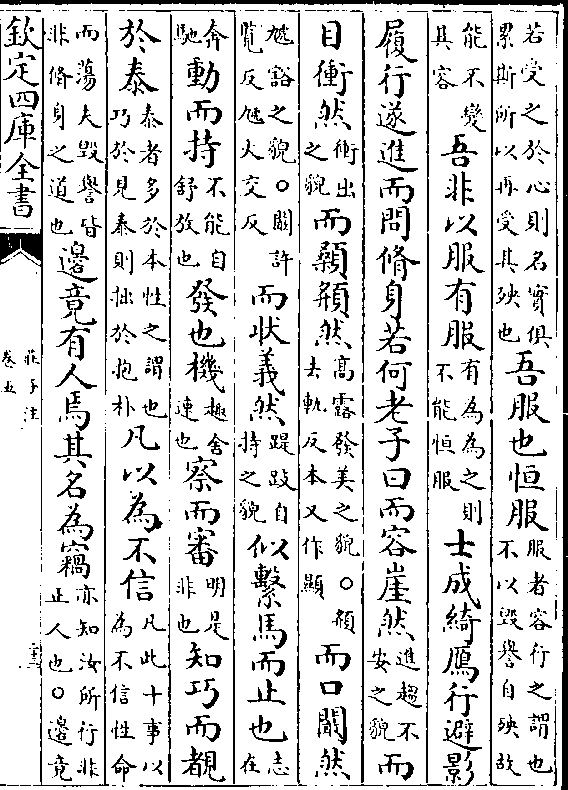 若受之於心則名實俱累斯所以再受其殃也吾服也恒服服者容行之謂也不以毁譽自殃故
能不變其容吾非以服有服有為為之則不能恒服士成綺鴈行避影
履行遂進而問脩身若何老子曰而容崖然進趨不安之貌而
目衝然衝出之貌而顙頯然高露發美之貌○頯去軌反本又作顯而口闞然
虓豁之貌○闞許覽反虓火交反而狀義然踶跂自持之貌似繫馬而止也志在
奔馳動而持不能自舒放也發也機趣舍速也察而審明是非也知巧而覩
於泰泰者多於本性之謂也巧於見泰則拙於抱朴凡以為不信凡此十事以為不信性命
而蕩夫毁譽皆非脩身之道也邊竟有人焉其名為竊亦知汝所行非止人也○邊竟
欽定四庫全書
莊子注
卷五